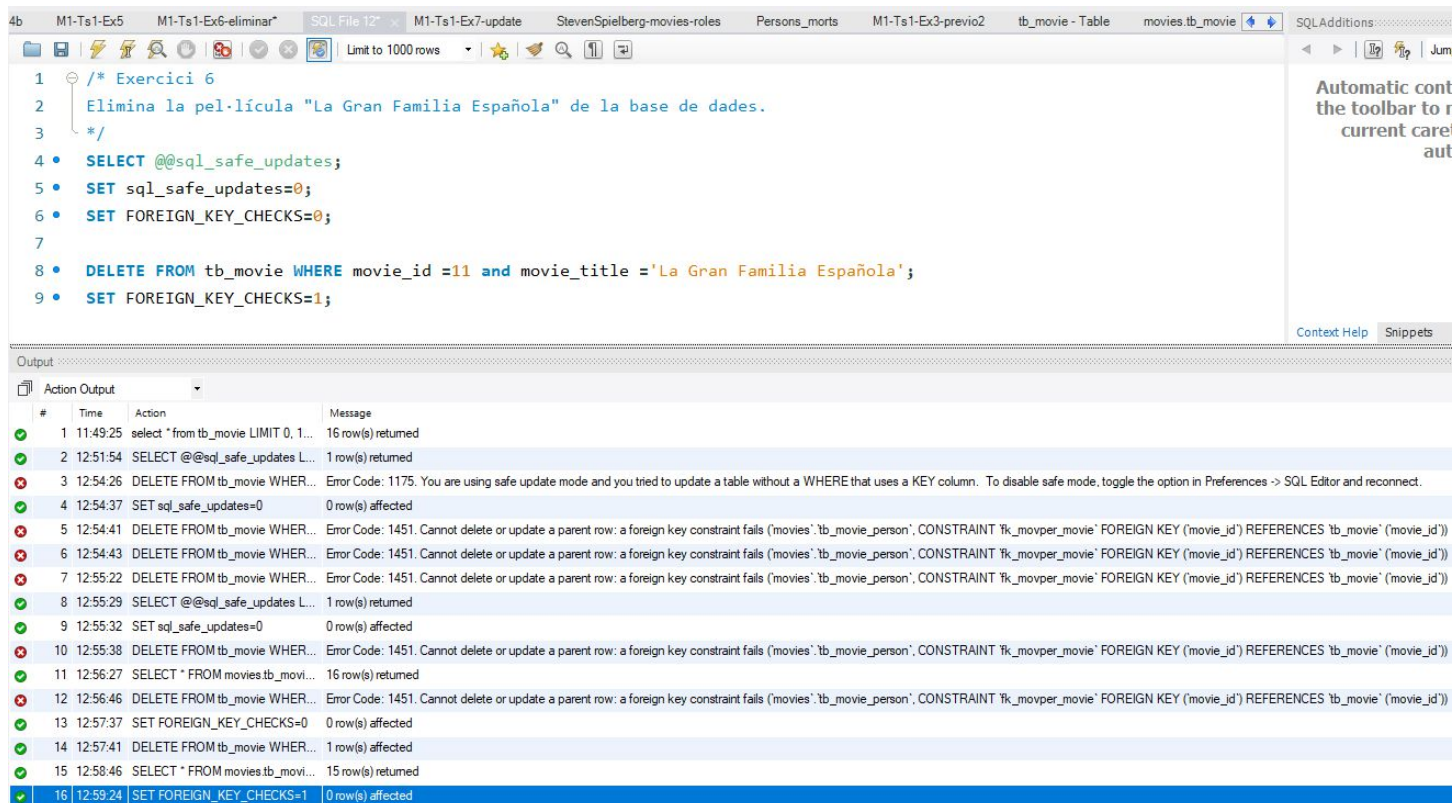 4b M1-Ts1-Ex5 M1-Ts1-Ex6-eliminar* SQL File 12* × M1-Ts1-Ex7-update StevenSpielberg-movies-roles Persons_morts M1-Ts1-Ex3-previo2 tb_movie - Table movies.tb_movie SQLAdditions
Limit to 1000 rows Jum
1 /* Exercici 6
2 Elimina la pel·lícula "La Gran Familia Española" de la base de dades.
3 */
4 SELECT @@sql_safe_updates;
5 SET sql_safe_updates=0;
6 SET FOREIGN_KEY_CHECKS=0;
7
8 DELETE FROM tb_movie WHERE movie_id =11 and movie_title ='La Gran Familia Española';
9 SET FOREIGN_KEY_CHECKS=1;
Automatic cont
the toolbar to
current caret
aut
Context Help Snippets
Output
Action Output
# Time Action Message
1 11:49:25 select * from tb_movie LIMIT 0, 1... 16 row(s) returned
2 12:51:54 SELECT @@sql_safe_updates L... 1 row(s) returned
3 12:54:26 DELETE FROM tb_movie WHER... Error Code: 1175. You are using safe update mode and you tried to update a table without a WHERE that uses a KEY column. To disable safe mode, toggle the option in Preferences -> SQL Editor and reconnect.
4 12:54:37 SET sql_safe_updates=0 0 row(s) affected
5 12:54:41 DELETE FROM tb_movie WHER... Error Code: 1451. Cannot delete or update a parent row: a foreign key constraint fails (`movies`.`tb_movie_person`, CONSTRAINT `fk_movper_movie` FOREIGN KEY (`movie_id`) REFERENCES `tb_movie` (`movie_id`))
6 12:54:43 DELETE FROM tb_movie WHER... Error Code: 1451. Cannot delete or update a parent row: a foreign key constraint fails (`movies`.`tb_movie_person`, CONSTRAINT `fk_movper_movie` FOREIGN KEY (`movie_id`) REFERENCES `tb_movie` (`movie_id`))
7 12:55:22 DELETE FROM tb_movie WHER... Error Code: 1451. Cannot delete or update a parent row: a foreign key constraint fails (`movies`.`tb_movie_person`, CONSTRAINT `fk_movper_movie` FOREIGN KEY (`movie_id`) REFERENCES `tb_movie` (`movie_id`))
8 12:55:29 SELECT @@sql_safe_updates L... 1 row(s) returned
9 12:55:32 SET sql_safe_updates=0 0 row(s) affected
10 12:55:38 DELETE FROM tb_movie WHER... Error Code: 1451. Cannot delete or update a parent row: a foreign key constraint fails (`movies`.`tb_movie_person`, CONSTRAINT `fk_movper_movie` FOREIGN KEY (`movie_id`) REFERENCES `tb_movie` (`movie_id`))
11 12:56:27 SELECT * FROM movies.tb_movi... 16 row(s) returned
12 12:56:46 DELETE FROM tb_movie WHER... Error Code: 1451. Cannot delete or update a parent row: a foreign key constraint fails (`movies`.`tb_movie_person`, CONSTRAINT `fk_movper_movie` FOREIGN KEY (`movie_id`) REFERENCES `tb_movie` (`movie_id`))
13 12:57:37 SET FOREIGN_KEY_CHECKS=0 0 row(s) affected
14 12:57:41 DELETE FROM tb_movie WHER... 1 row(s) affected
15 12:58:46 SELECT * FROM movies.tb_movi... 15 row(s) returned
16 12:59:24 SET FOREIGN_KEY_CHECKS=1 0 row(s) affected